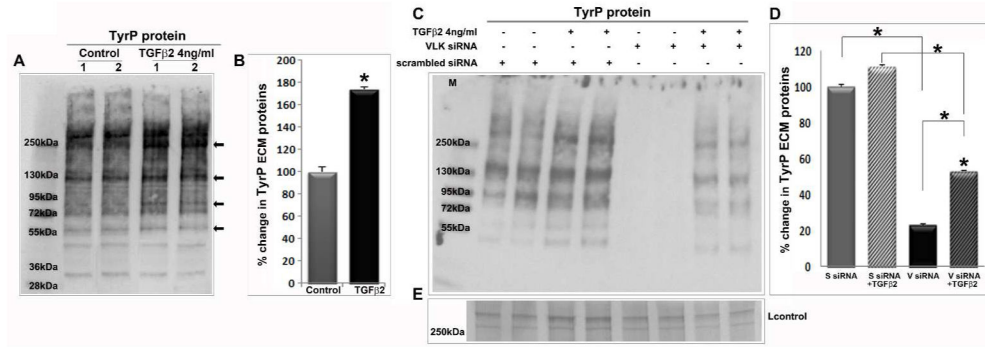 A
TyrP protein
Control TGFβ2 4ng/ml
1 2 1 2
250kDa
130kDa
95kDa
72kDa
55kDa
36kDa
28kDa
B
% change in TyrP ECM proteins
200
180
160
140
120
100
80
60
40
20
0
*
Control TGFβ2
C
TyrP protein
TGFβ2 4ng/ml - - + + - - + +
VLK siRNA - - - - + + + +
scrambled siRNA + + + + - - - -
M
250kDa
130kDa
95kDa
72kDa
55kDa
D
% change in TyrP ECM proteins
120
100
80
60
40
20
0
*
*
*
*
S siRNA
S siRNA
+TGFβ2
V siRNA
V siRNA
+TGFβ2
E
250kDa
Lcontrol